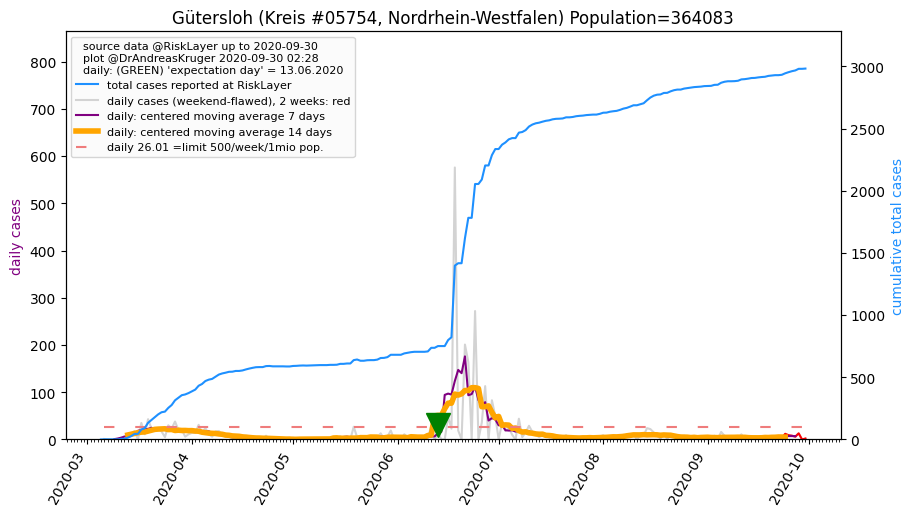 Gütersloh (Kreis #05754, Nordrhein-Westfalen) Population=364083
source data @RiskLayer up to 2020-09-30
plot @DrAndreasKruger 2020-09-30 02:28
daily: (GREEN) 'expectation day' = 13.06.2020
total cases reported at RiskLayer
daily cases (weekend-flawed), 2 weeks: red
daily: centered moving average 7 days
daily: centered moving average 14 days
daily 26.01 =limit 500/week/1mio pop.
daily cases
800
700
600
500
400
300
200
100
0
cumulative total cases
3000
2500
2000
1500
1000
500
0
2020-03
2020-04
2020-05
2020-06
2020-07
2020-08
2020-09
2020-10